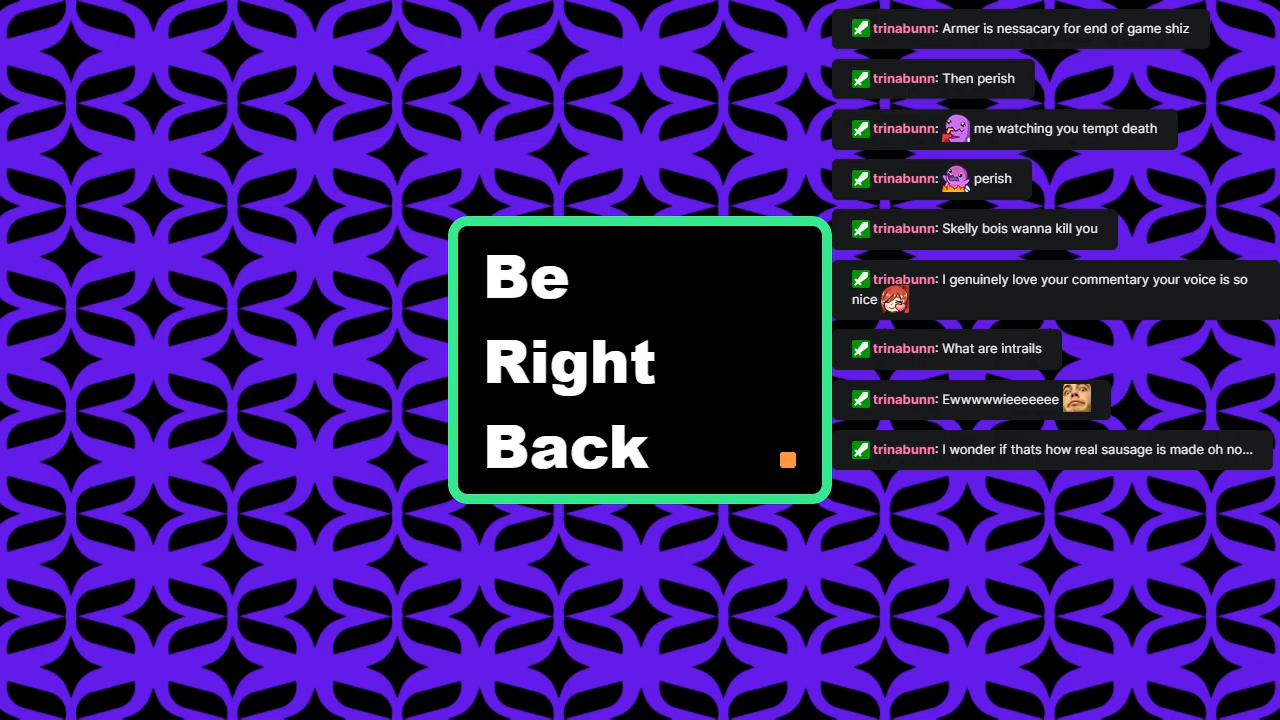 trinabunn: Armer is nessacary for end of game shiz
trinabunn: Then perish
trinabunn: me watching you tempt death
trinabunn: perish
trinabunn: Skelly bois wanna kill you
trinabunn: I genuinely love your commentary your voice is so
nice
trinabunn: What are intrails
trinabunn: Ewwwwwieeeeeee
trinabunn: I wonder if thats how real sausage is made oh no...
Be
Right
Back